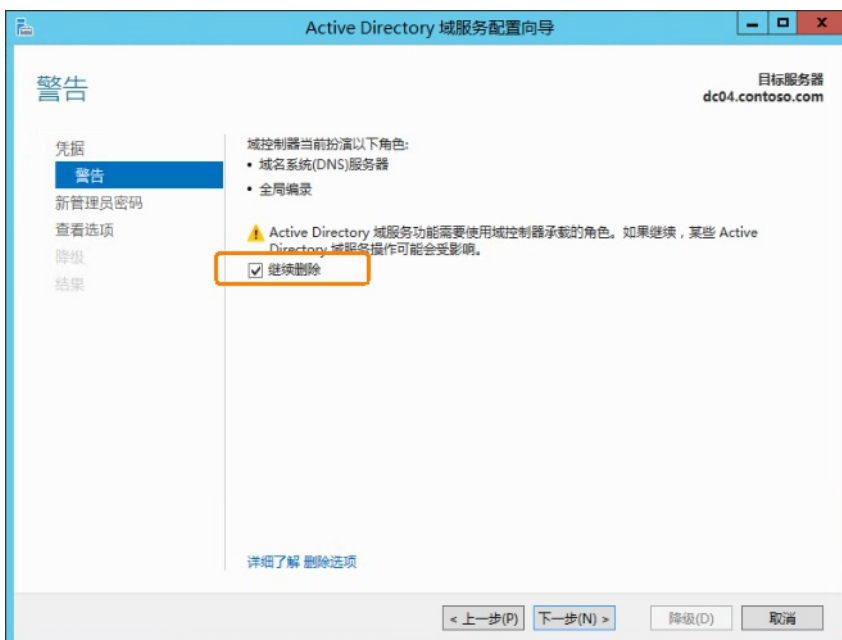 Active Directory 域服务配置向导
警告
目标服务器
dc04.contoso.com
凭据
警告
新管理员密码
查看选项
降级
结果
域控制器当前扮演以下角色:
• 域名系统(DNS)服务器
• 全局编录
Active Directory 域服务功能需要使用域控制器承载的角色。如果继续，某些 Active
Directory 域服务操作可能会受影响。
继续删除
详细了解 删除选项
< 上一步(P)
下一步(N) >
降级(D)
取消